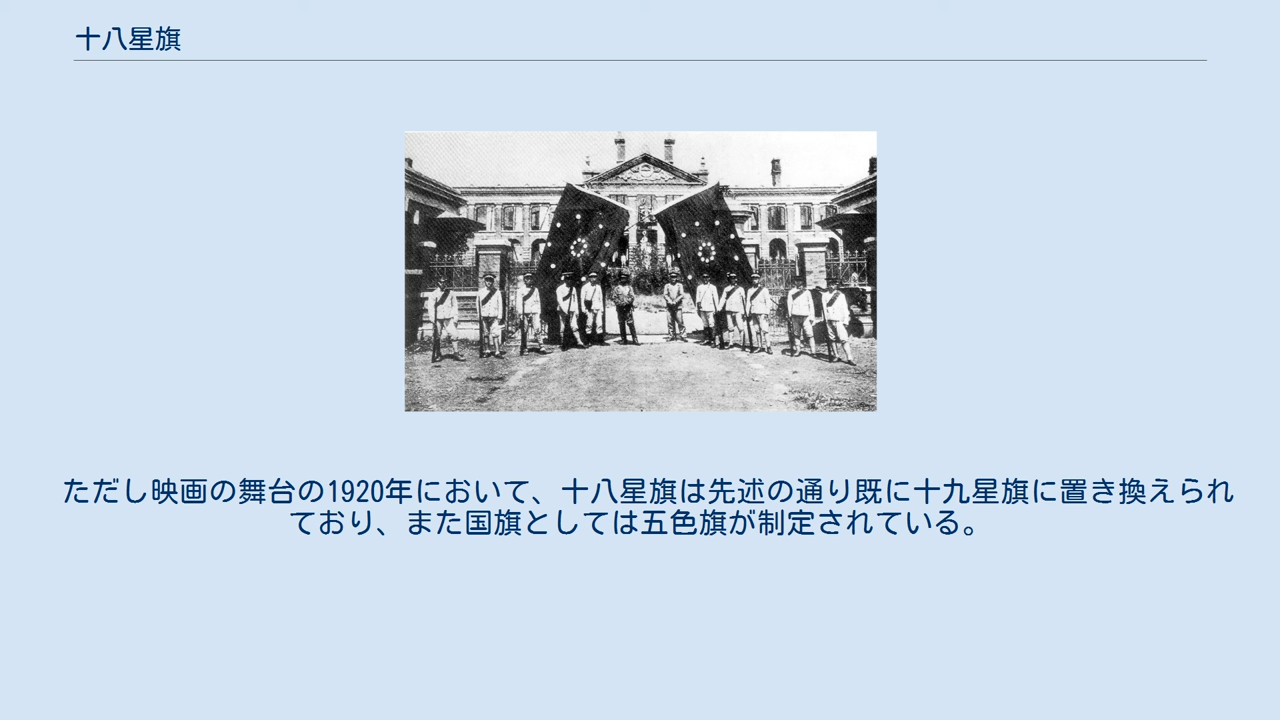 十八星旗
ただし映画の舞台の1920年において、十八星旗は先述の通り既に十九星旗に置き換えられ
ており、また国旗としては五色旗が制定されている。